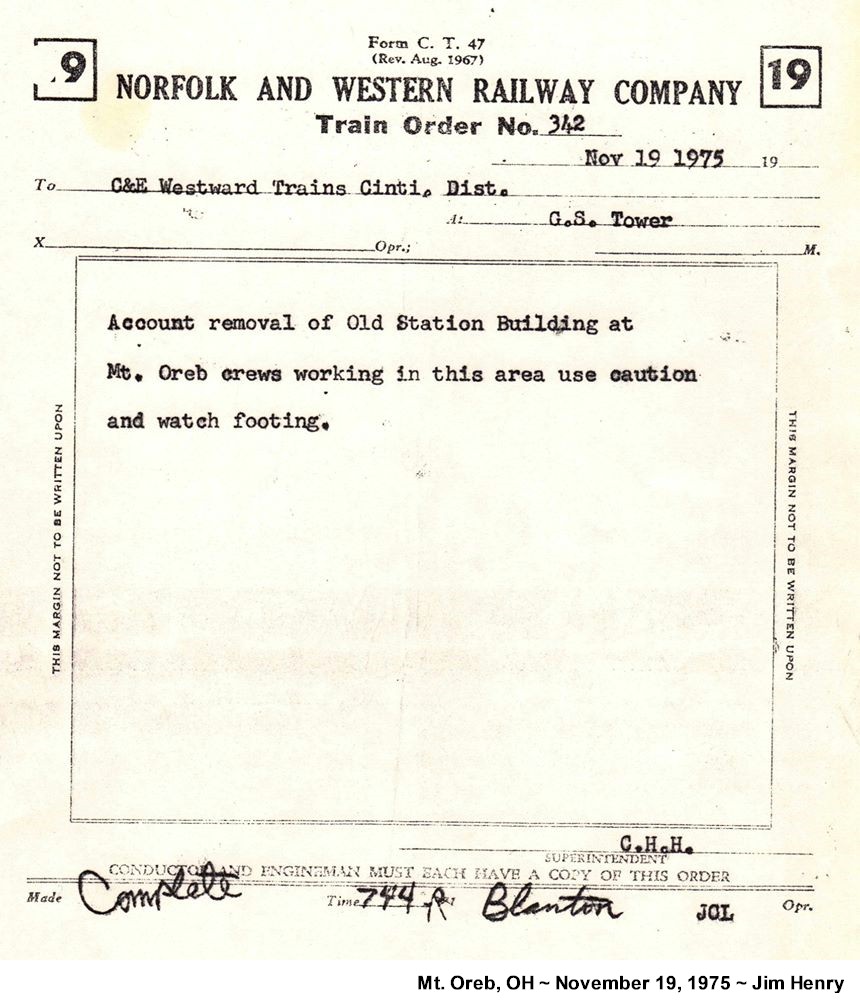 Form C. T. 47
(Rev. Aug. 1967)
9 NORFOLK AND WESTERN RAILWAY COMPANY 19
Train Order No. 342
Nov 19 1975 19
To C&E Westward Trains Cinti. Dist.
At G.S. Tower
X Opr.; M.
Account removal of Old Station Building at
Mt. Oreb crews working in this area use caution
and watch footing.
THIS MARGIN NOT TO BE WRITTEN UPON
THIS MARGIN NOT TO BE WRITTEN UPON
C.H.H.
SUPERINTENDENT
CONDUCTOR AND ENGINEMAN MUST EACH HAVE A COPY OF THIS ORDER
Made Complete Time 744 P Blanton JCL Opr.
Mt. Oreb, OH ~ November 19, 1975 ~ Jim Henry